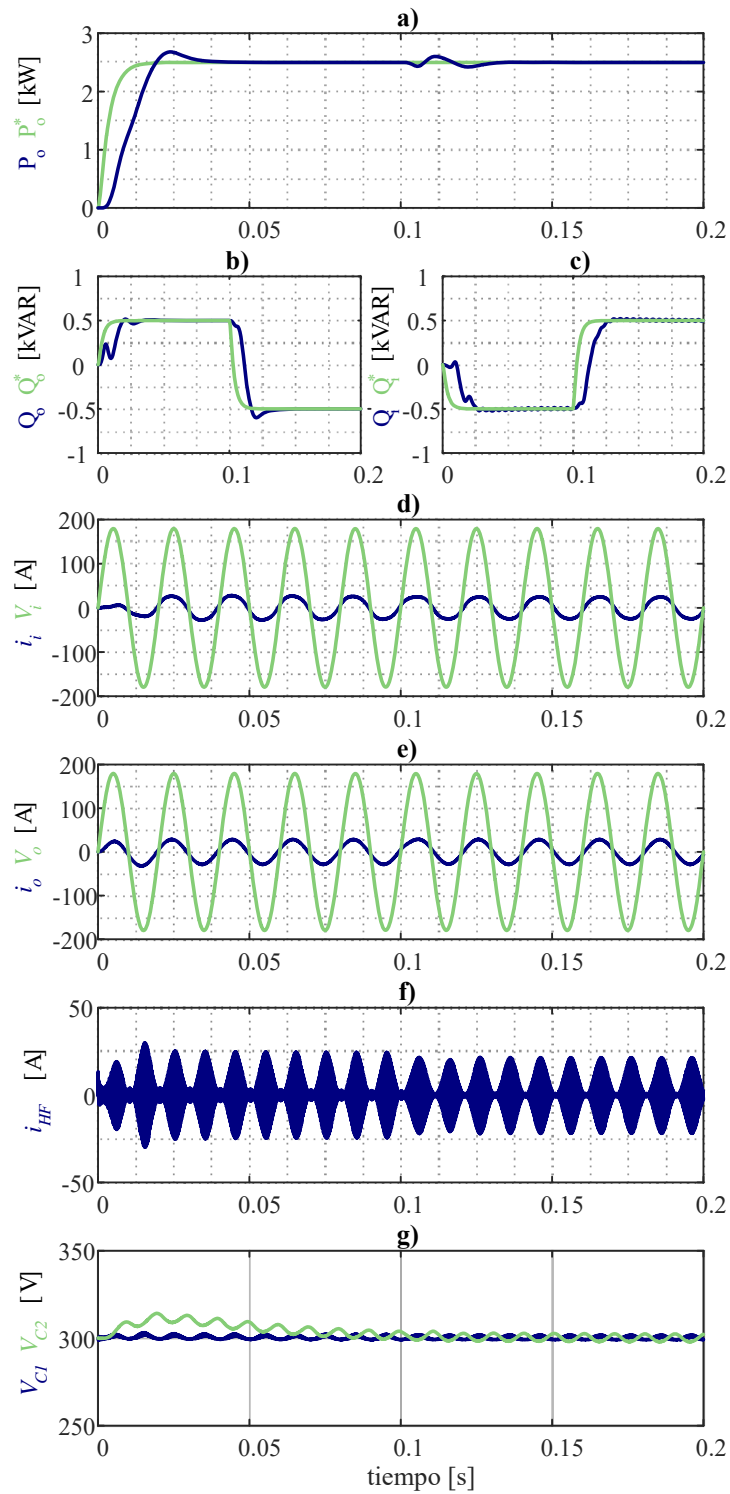 a)
P_o P_o^* [kW]
3
2
1
0
0 0.05 0.1 0.15 0.2
b)
Q_o Q_o^* [kVAR]
1
0.5
0
-0.5
-1
0 0.1 0.2
c)
Q_i Q_i^* [kVAR]
1
0.5
0
-0.5
-1
0 0.1 0.2
d)
i_i V_i [A]
200
100
0
-100
-200
0 0.05 0.1 0.15 0.2
e)
i_o V_o [A]
200
100
0
-100
-200
0 0.05 0.1 0.15 0.2
f)
i_HF [A]
50
0
-50
0 0.05 0.1 0.15 0.2
g)
V_C1 V_C2 [V]
350
300
250
0 0.05 0.1 0.15 0.2
tiempo [s]